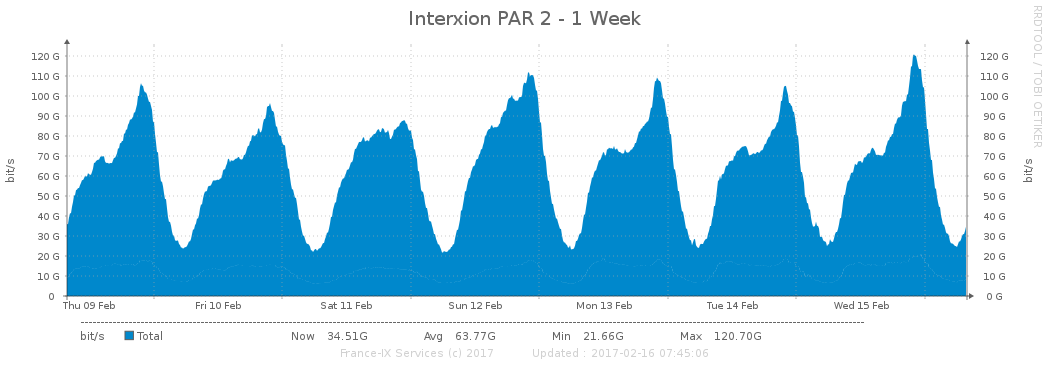 Interxion PAR 2 - 1 Week
RRDTOOL / TOBI OETIKER
bit/s
120 G
110 G
100 G
90 G
80 G
70 G
60 G
50 G
40 G
30 G
20 G
10 G
0
120 G
110 G
100 G
90 G
80 G
70 G
60 G
50 G
40 G
30 G
20 G
10 G
0 G
bit/s
Thu 09 Feb Fri 10 Feb Sat 11 Feb Sun 12 Feb Mon 13 Feb Tue 14 Feb Wed 15 Feb
bit/s Total Now 34.51G Avg 63.77G Min 21.66G Max 120.70G
France-IX Services (c) 2017 Updated : 2017-02-16 07:45:06